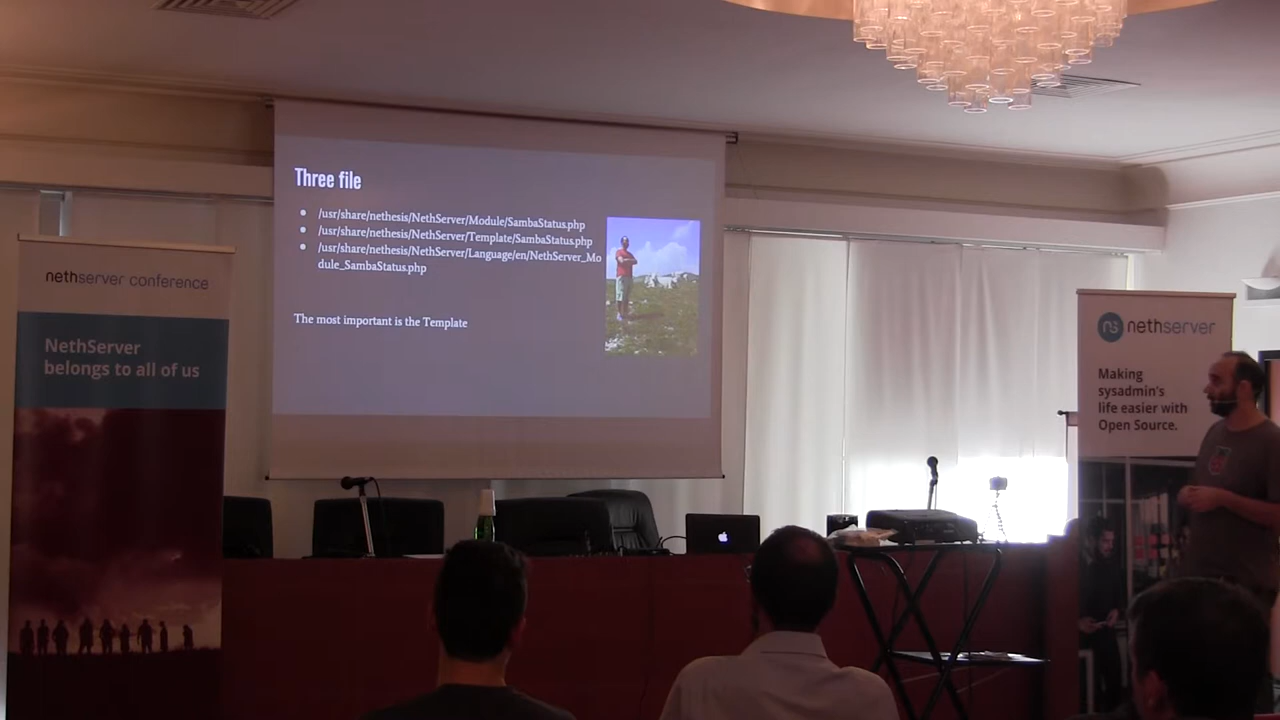 Three file
/usr/share/nethesis/NethServer/Module/SambaStatus.php
/usr/share/nethesis/NethServer/Template/SambaStatus.php
/usr/share/nethesis/NethServer/Language/en/NethServer_Mo
dule_SambaStatus.php
The most important is the Template
nethserver conference
NethServer
belongs to all of us
ns nethserver
Making
sysadmin's
life easier with
Open Source.